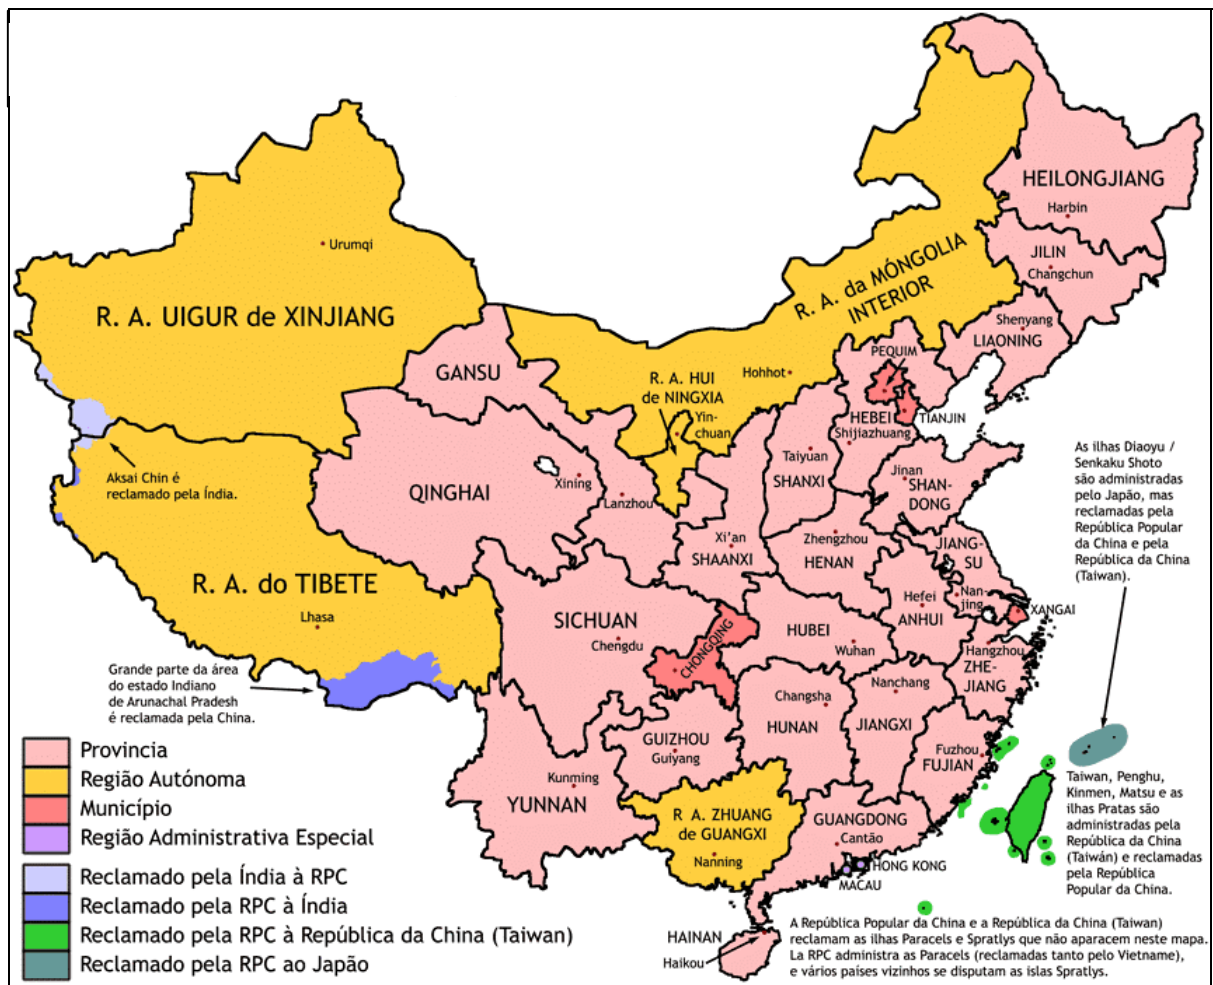 HEILONGJIANG
Harbin
JILIN
Changchun
Urumqi
R. A. da MÓNGOLIA
INTERIOR
R. A. UIGUR de XINJIANG
Shenyang
LIAONING
PEQUIM
GANSU
R. A. HUI
de NINGXIA
Hohhot
Yin-
chuan
HEBEI
TIANJIN
Shijiazhuang
Taiyuan
SHANXI
Jinan
SHAN-
DONG
As ilhas Diaoyu /
Senkaku Shoto
são administradas
pelo Japão, mas
reclamadas pela
República Popular
da China e pela
República da China
(Taiwan).
Aksai Chin é
reclamado pela Índia.
QINGHAI
Xining
Lanzhou
Xi'an
SHAANXI
Zhengzhou
HENAN
JIANG-
SU
R. A. do TIBETE
Lhasa
Hefei
ANHUI
Nan-
jing
XANGAI
SICHUAN
Chengdu
CHONGQING
HUBEI
Wuhan
Hangzhou
ZHE-
JIANG
Grande parte da área
do estado Indiano
de Arunachal Pradesh
é reclamada pela China.
Changsha
HUNAN
Nanchang
JIANGXI
GUIZHOU
Guiyang
Fuzhou
FUJIAN
Kunming
YUNNAN
R A. ZHUANG
de GUANGXI
Nanning
GUANGDONG
Cantão
HONG KONG
MACAU
Taiwan, Penghu,
Kinmen, Matsu e as
ilhas Pratas são
administradas pela
República da China
(Taiwán) e reclamadas
pela República
Popular da China.
HAINAN
Haikou
A República Popular da China e a República da China (Taiwan)
reclamam as ilhas Paracels e Spratlys que não aparacem neste mapa.
La RPC administra as Paracels (reclamadas tanto pelo Vietname),
e vários países vizinhos se disputam as islas Spratlys.
Provincia
Região Autónoma
Município
Região Administrativa Especial
Reclamado pela Índia à RPC
Reclamado pela RPC à Índia
Reclamado pela RPC à República da China (Taiwan)
Reclamado pela RPC ao Japão